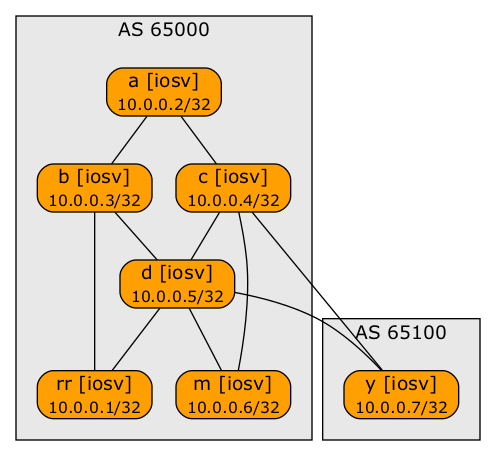 AS 65000
a [iosv]
10.0.0.2/32
b [iosv]
10.0.0.3/32
c [iosv]
10.0.0.4/32
d [iosv]
10.0.0.5/32
AS 65100
rr [iosv]
10.0.0.1/32
m [iosv]
10.0.0.6/32
y [iosv]
10.0.0.7/32